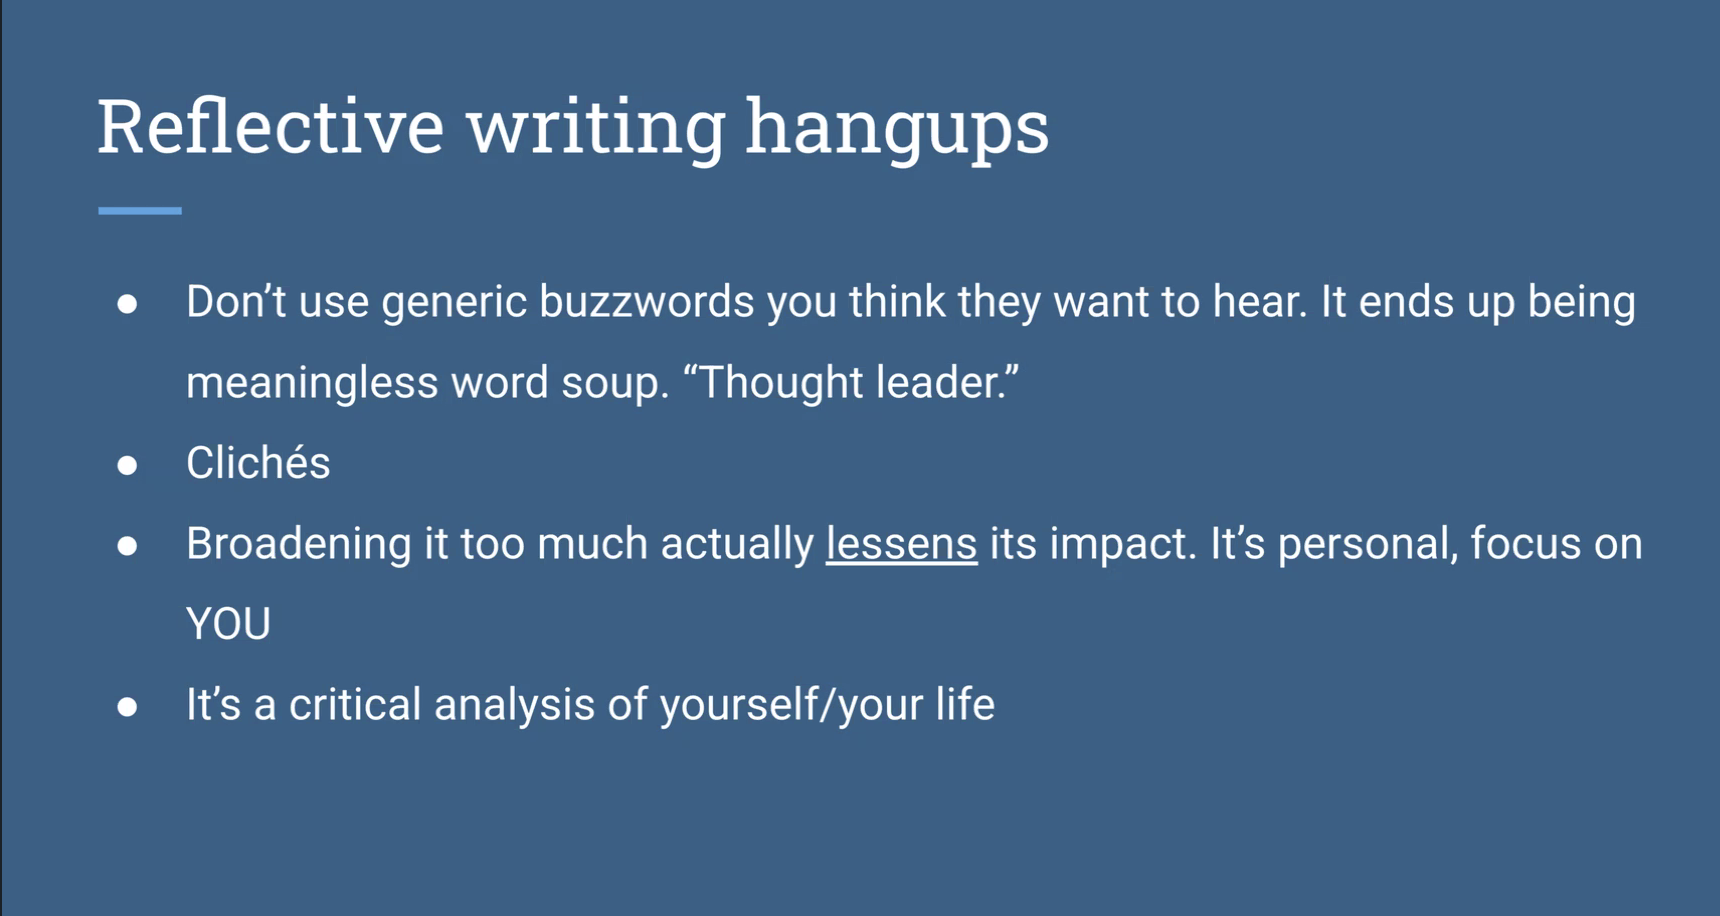 Reflective writing hangups
● Don’t use generic buzzwords you think they want to hear. It ends up being
meaningless word soup. “Thought leader.”
● Clichés
● Broadening it too much actually lessens its impact. It’s personal, focus on
YOU
● It’s a critical analysis of yourself/your life